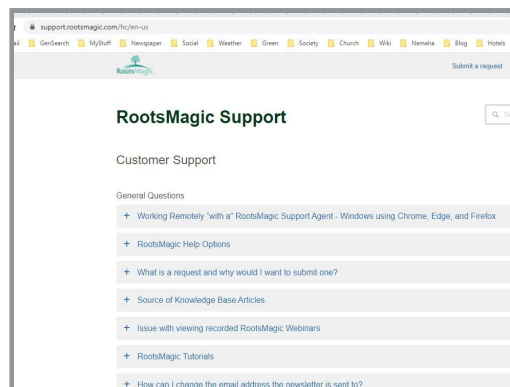 support.rootsmagic.com/hc/en-us
ail GenSearch MyStuff Newspaper Social Weather Green Society Church Wiki Nemaha Blog Hotels
RootsMagic
Submit a request
RootsMagic Support
Customer Support
General Questions
+ Working Remotely "with a" RootsMagic Support Agent - Windows using Chrome, Edge, and Firefox
+ RootsMagic Help Options
+ What is a request and why would I want to submit one?
+ Source of Knowledge Base Articles
+ Issue with viewing recorded RootsMagic Webinars
+ RootsMagic Tutorials
+ How can I change the email address the newsletter is sent to?